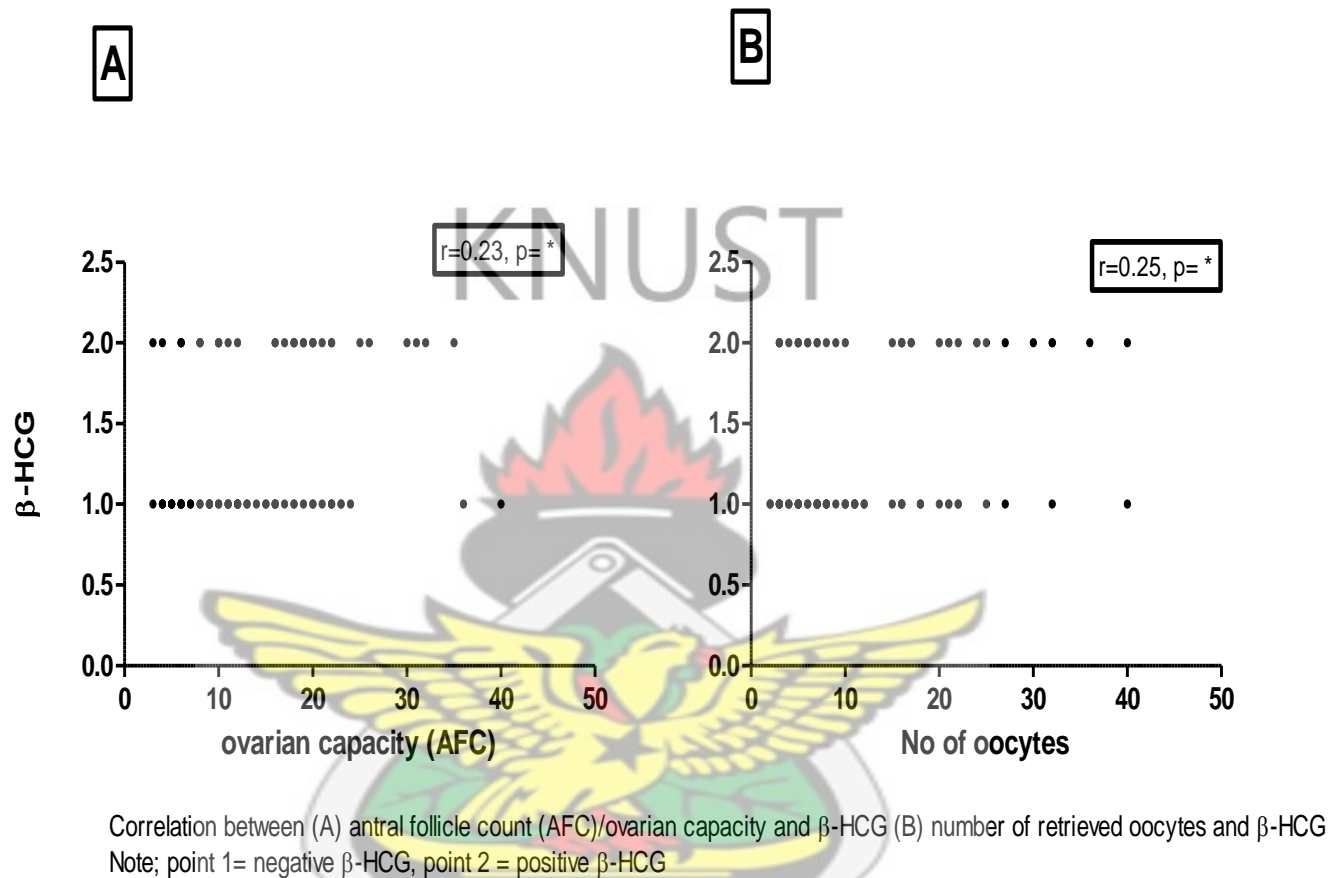 A
B
KNUST
r=0.23, p= *
r=0.25, p= *
2.5
2.0
1.5
1.0
0.5
0.0
0 10 20 30 40 50
β-HCG
ovarian capacity (AFC)
2.5
2.0
1.5
1.0
0.5
0.0
0 10 20 30 40 50
No of oocytes
Correlation between (A) antral follicle count (AFC)/ovarian capacity and β-HCG (B) number of retrieved oocytes and β-HCG
Note; point 1= negative β-HCG, point 2 = positive β-HCG